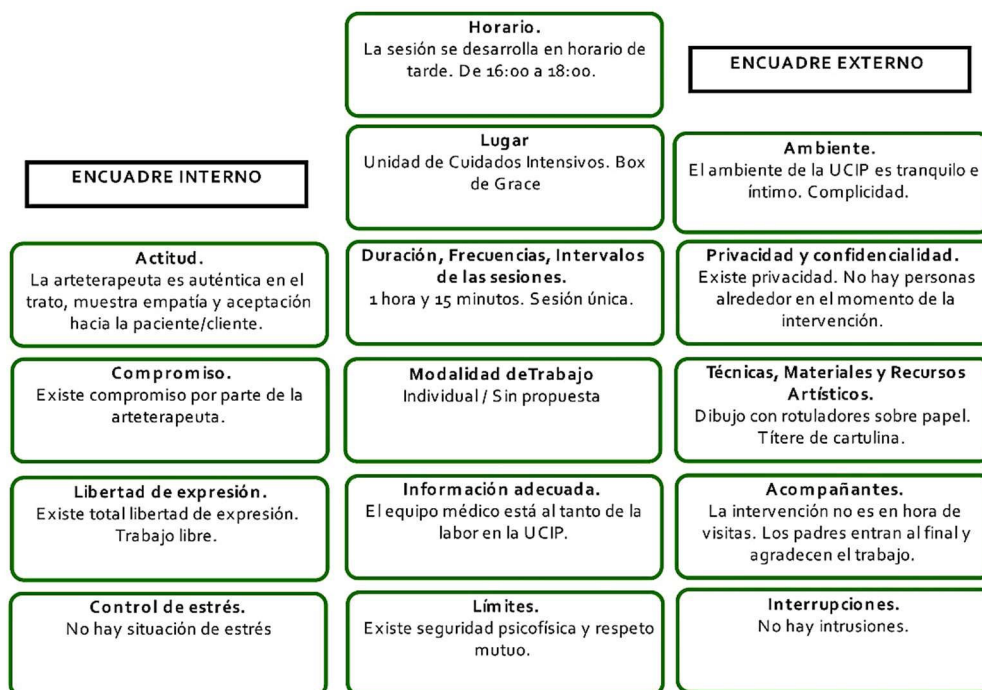 Horario.
La sesión se desarrolla en horario de
tarde. De 16:00 a 18:00.
ENCUADRE EXTERNO
Lugar
Unidad de Cuidados Intensivos. Box
de Grace
Ambiente.
El ambiente de la UCIP es tranquilo e
íntimo. Complicidad.
ENCUADRE INTERNO
Actitud.
La arteterapeuta es auténtica en el
trato, muestra empatía y aceptación
hacia la paciente/cliente.
Duración, Frecuencias, Intervalos
de las sesiones.
1 hora y 15 minutos. Sesión única.
Privacidad y confidencialidad.
Existe privacidad. No hay personas
alrededor en el momento de la
intervención.
Compromiso.
Existe compromiso por parte de la
arteterapeuta.
Modalidad deTrabajo
Individual / Sin propuesta
Técnicas, Materiales y Recursos
Artísticos.
Dibujo con rotuladores sobre papel.
Títere de cartulina.
Libertad de expresión.
Existe total libertad de expresión.
Trabajo libre.
Información adecuada.
El equipo médico está al tanto de la
labor en la UCIP.
Acompañantes.
La intervención no es en hora de
visitas. Los padres entran al final y
agradecen el trabajo.
Control de estrés.
No hay situación de estrés
Límites.
Existe seguridad psicofísica y respeto
mutuo.
Interrupciones.
No hay intrusiones.